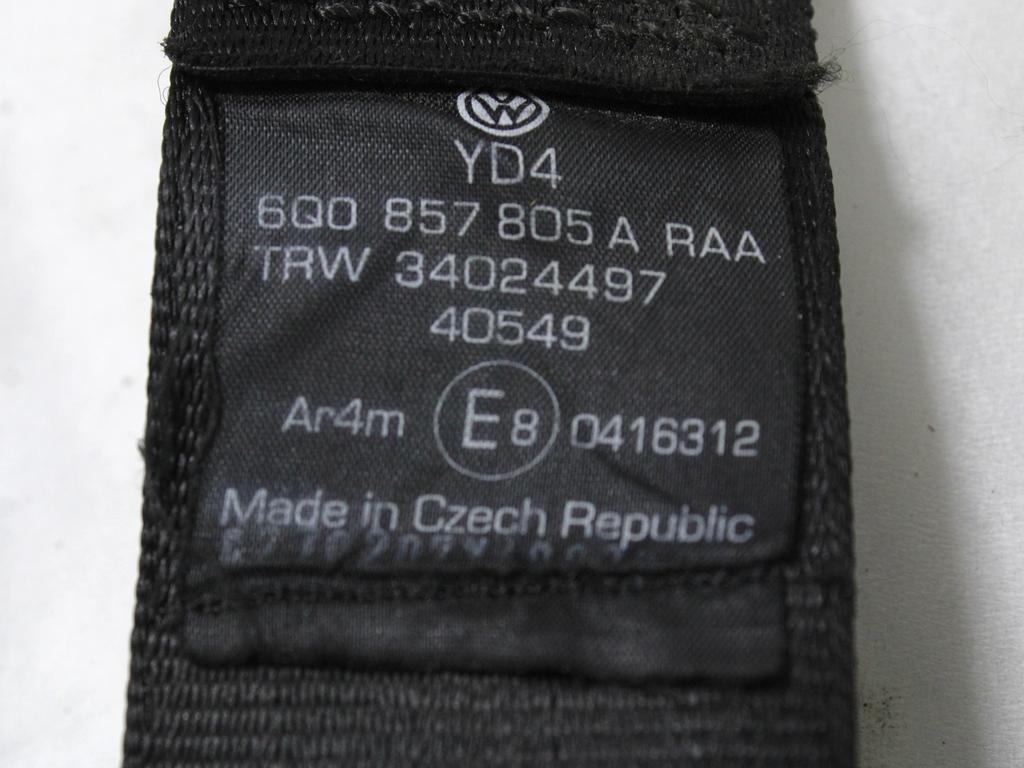 YD4
6Q0 857 805 A RAA
TRW 34024497
40549
Ar4m E8 0416312
Made in Czech Republic